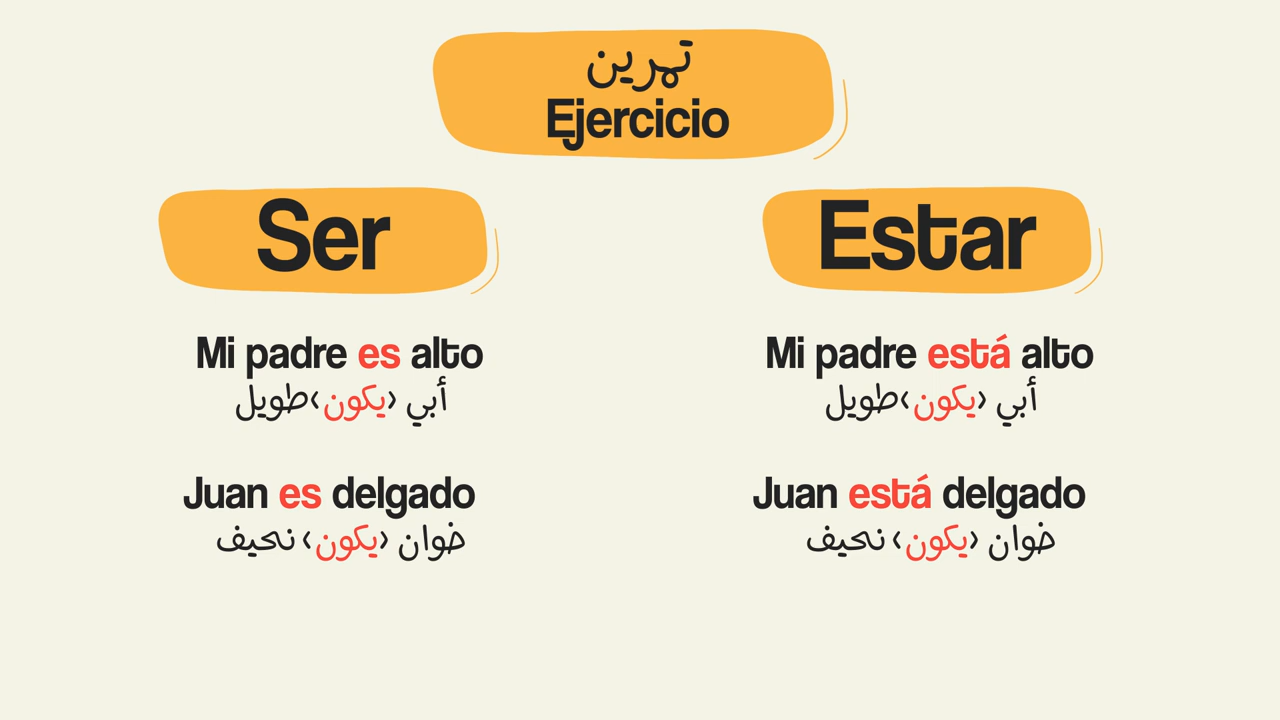 تمرين
Ejercicio
Ser
Mi padre es alto
أبي ‹يكون›طويل
Juan es delgado
خوان ‹يكون› نحيف
Estar
Mi padre está alto
أبي ‹يكون›طويل
Juan está delgado
خوان ‹يكون› نحيف